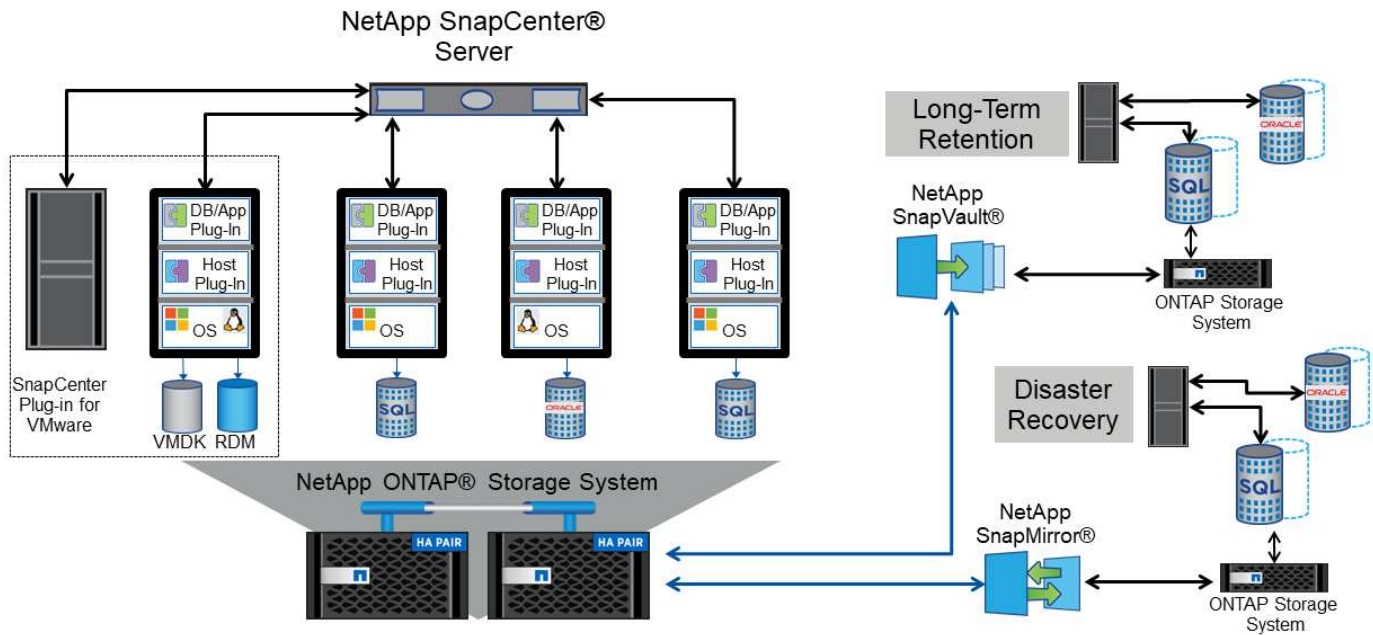 NetApp SnapCenter®
Server
SnapCenter
Plug-in for
VMware
DB/App
Plug-In
Host
Plug-In
OS
VMDK
RDM
DB/App
Plug-In
Host
Plug-In
OS
SQL
DB/App
Plug-In
Host
Plug-In
OS
ORACLE
DB/App
Plug-In
Host
Plug-In
OS
SQL
NetApp ONTAP® Storage System
HA PAIR
HA PAIR
Long-Term
Retention
ORACLE
SQL
NetApp
SnapVault®
ONTAP Storage
System
Disaster
Recovery
ORACLE
SQL
NetApp
SnapMirror®
ONTAP Storage
System